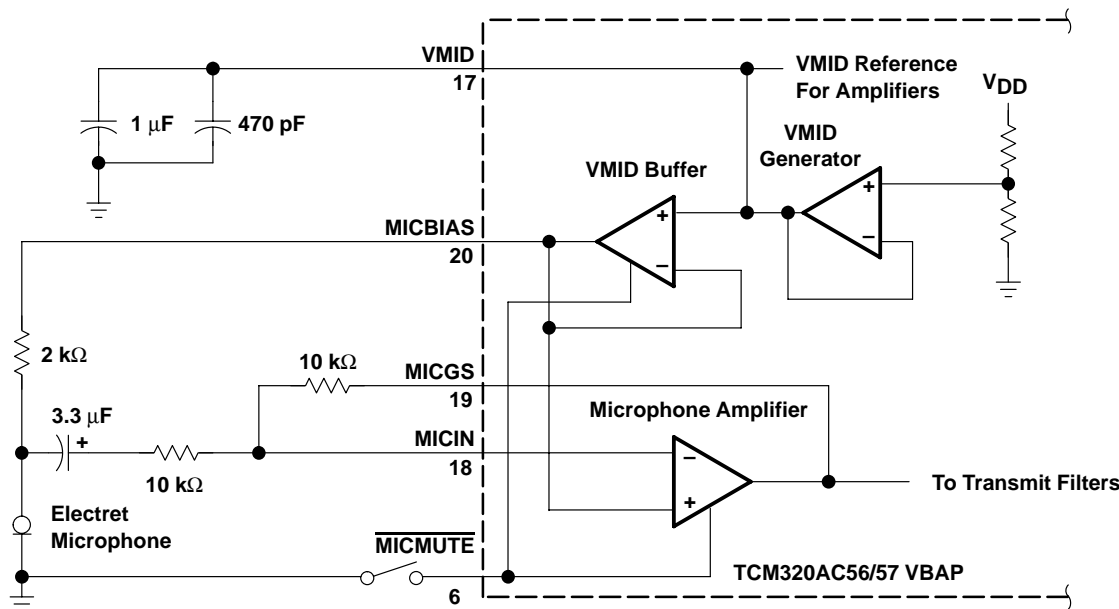 VMID
17
1 μF
470 pF
VMID Reference
For Amplifiers
VDD
VMID
Generator
+
−
VMID Buffer
+
−
MICBIAS
20
2 kΩ
10 kΩ
MICGS
19
3.3 μF
+
Microphone Amplifier
MICIN
18
−
+
10 kΩ
To Transmit Filters
Electret
Microphone
MICMUTE
6
TCM320AC56/57 VBAP